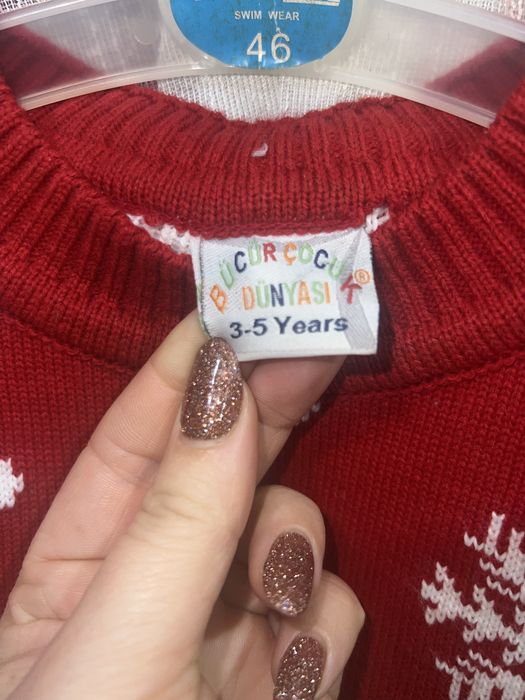 SWIM WEAR
46
BÜCÜR ÇOCUK®
DÜNYASI
3-5 Years